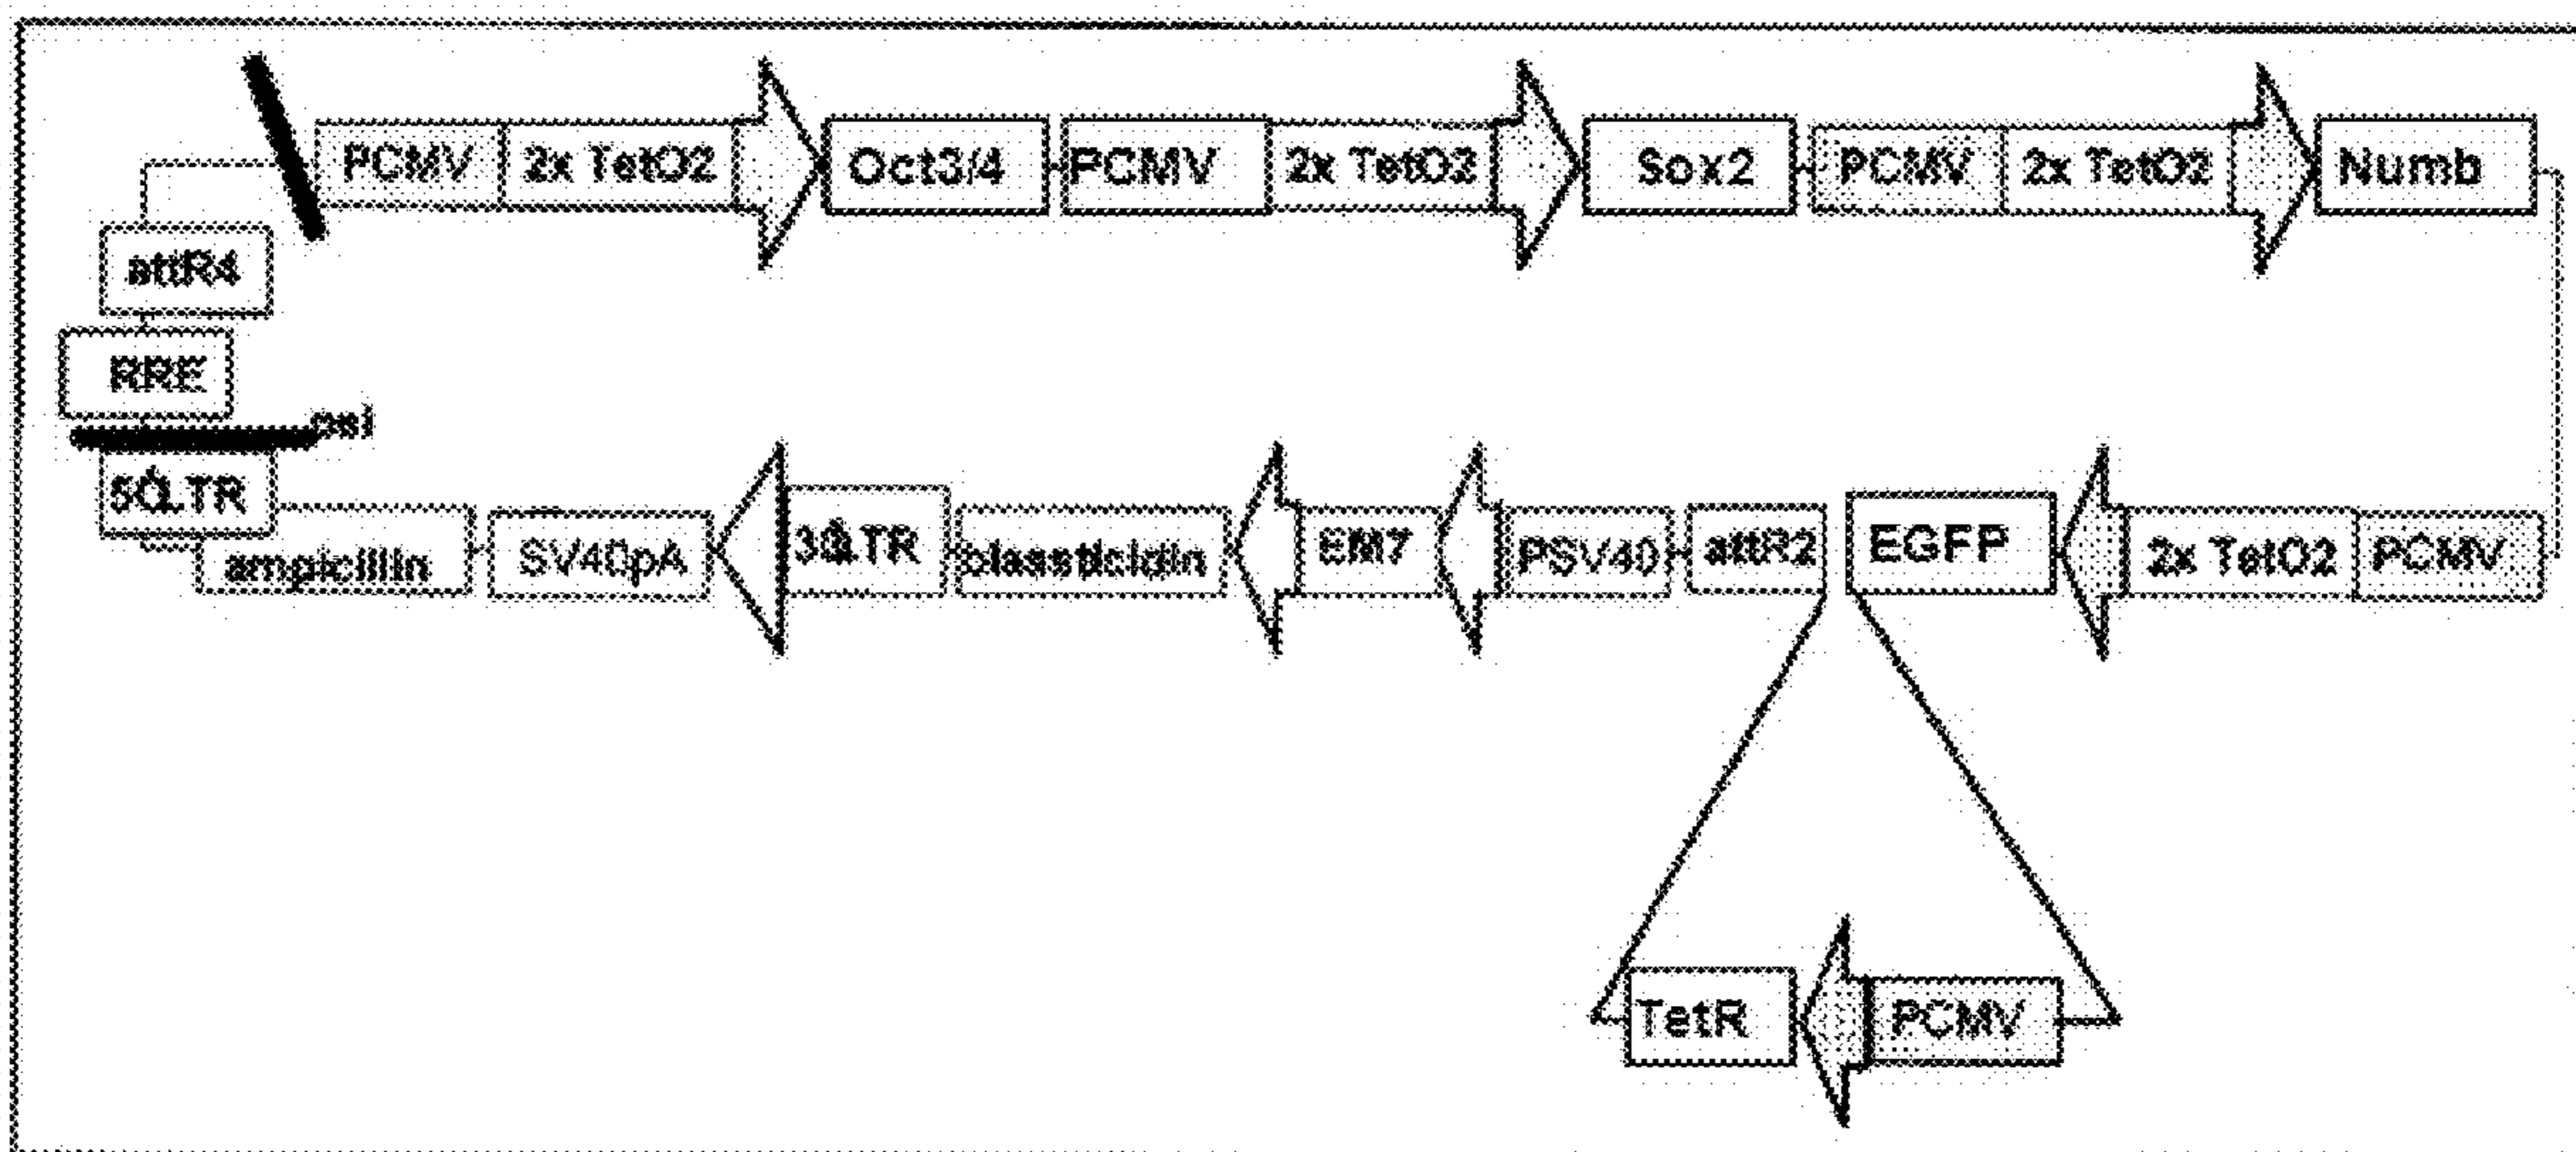 PCMV 2x TetO2 Oct3/4 PCMV 2x TetO2 Sox2 PCMV 2x TetO2 Numb
attR4
RRE
psi
5 LTR
ampicillin SV40pA 3 LTR blassticidin EM7 PSV40 attR2 EGFP 2x TetO2 PCMV
TetR PCMV